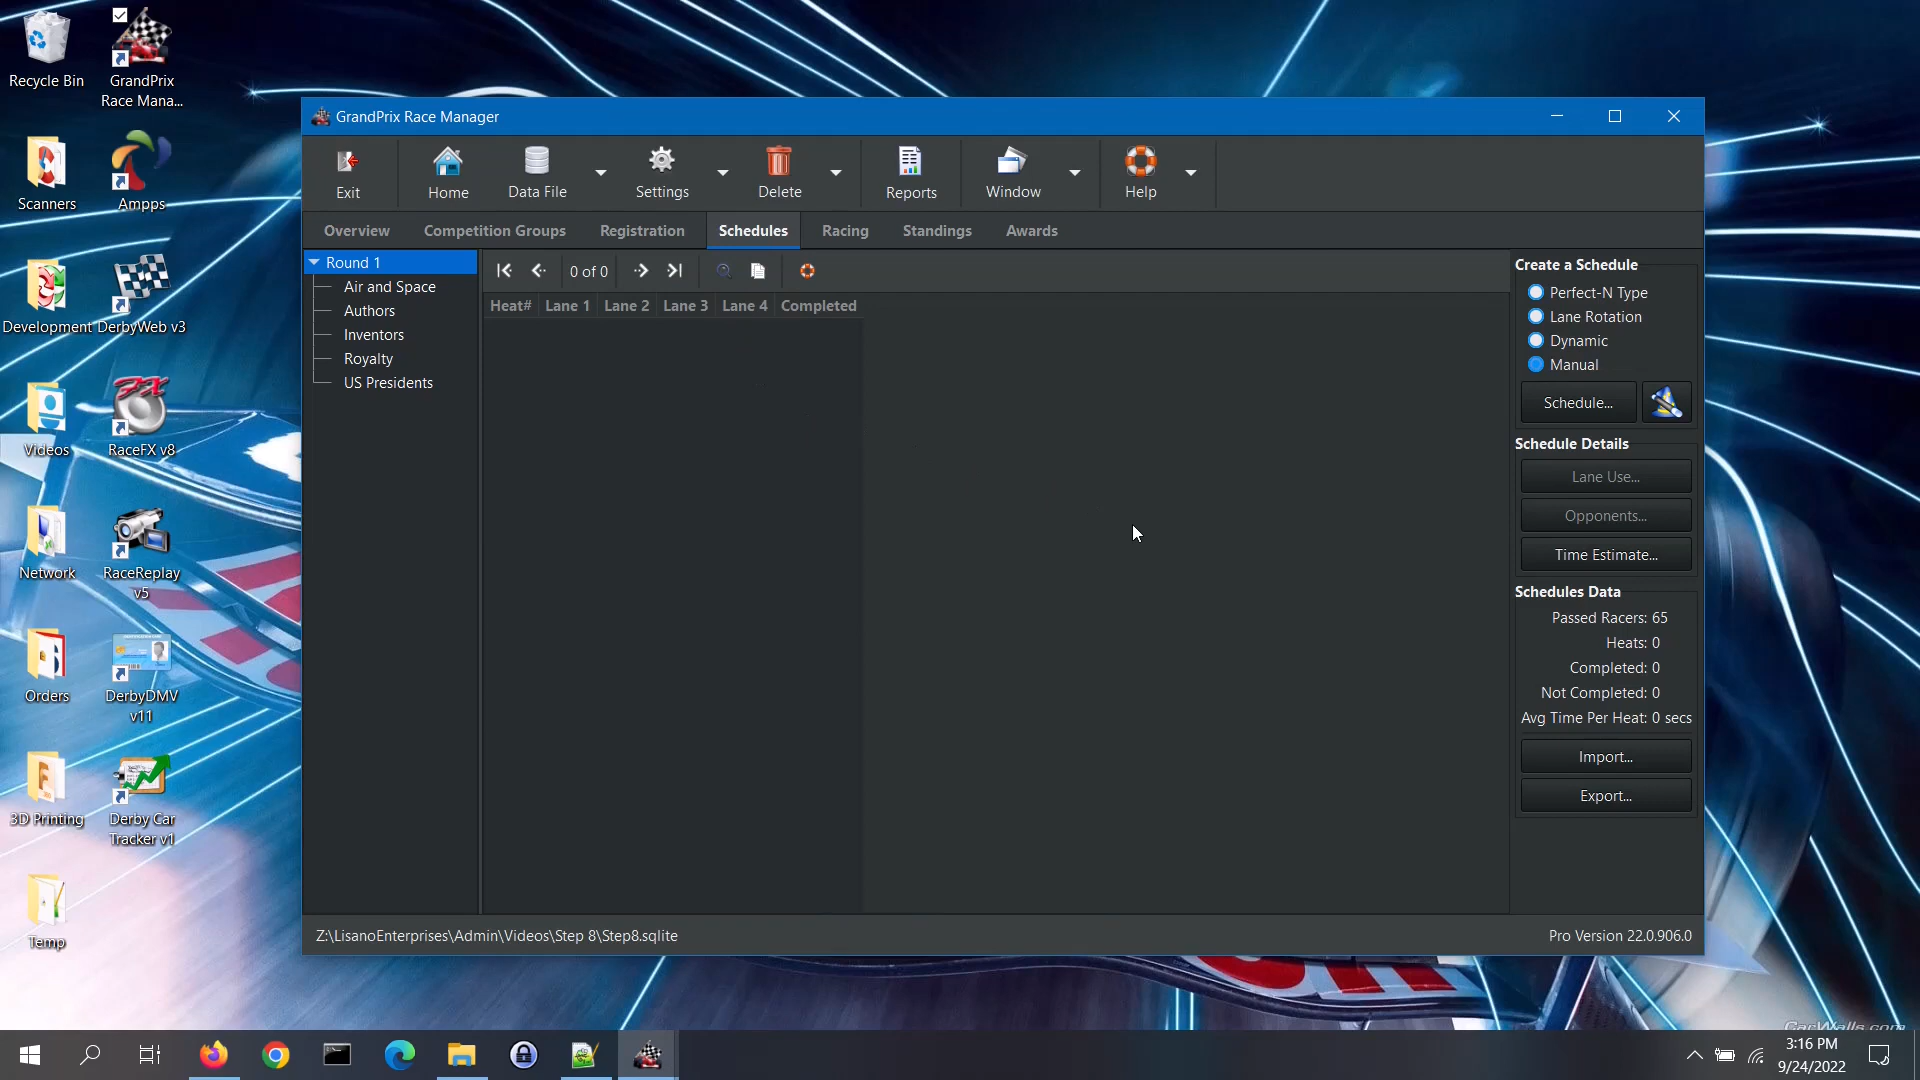 Recycle Bin
GrandPrix
Race Mana...
Scanners
Ampps
Development
DerbyWeb v3
Videos
RaceFX v8
Network
RaceReplay
v5
Orders
DerbyDMV
v11
3D Printing
Derby Car
Tracker v1
Temp
GrandPrix Race Manager
Exit
Home
Data File
Settings
Delete
Reports
Window
Help
Overview
Competition Groups
Registration
Schedules
Racing
Standings
Awards
Round 1
Air and Space
Authors
Inventors
Royalty
US Presidents
0 of 0
Heat# Lane 1 Lane 2 Lane 3 Lane 4 Completed
Create a Schedule
Perfect-N Type
Lane Rotation
Dynamic
Manual
Schedule...
Schedule Details
Lane Use...
Opponents...
Time Estimate...
Schedules Data
Passed Racers: 65
Heats: 0
Completed: 0
Not Completed: 0
Avg Time Per Heat: 0 secs
Import...
Export...
Z:\LisanoEnterprises\Admin\Videos\Step 8\Step8.sqlite
Pro Version 22.0.906.0
CarWalls.com
3:16 PM
9/24/2022